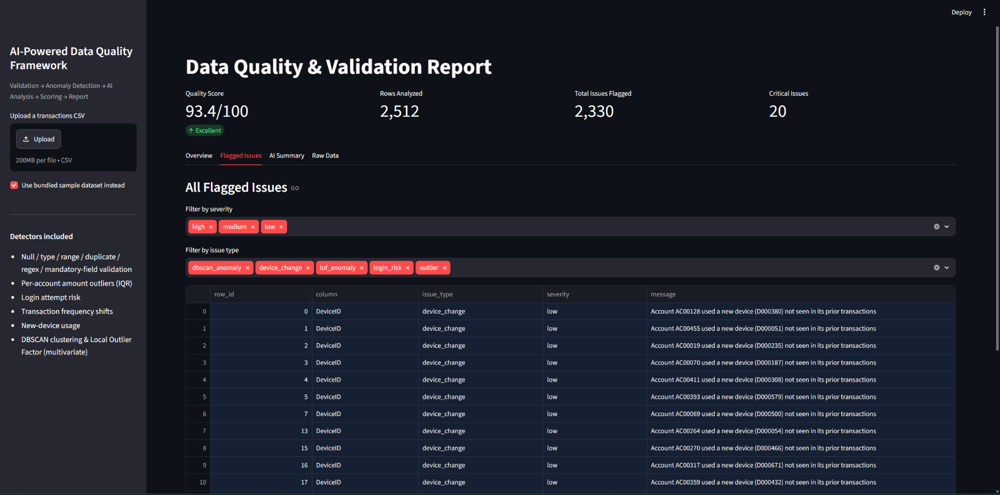 Deploy
AI-Powered Data Quality
Framework
Validation → Anomaly Detection → AI
Analysis → Scoring → Report
Upload a transactions CSV
Upload
200MB per file • CSV
Use bundled sample dataset instead
Detectors included
• Null / type / range / duplicate /
regex / mandatory-field validation
• Per-account amount outliers (IQR)
• Login attempt risk
• Transaction frequency shifts
• New-device usage
• DBSCAN clustering & Local Outlier
Factor (multivariate)
Data Quality & Validation Report
Quality Score Rows Analyzed Total Issues Flagged Critical Issues
93.4/100 2,512 2,330 20
↑ Excellent
Overview Flagged Issues AI Summary Raw Data
All Flagged Issues
Filter by severity
high × medium × low ×
Filter by issue type
dbscan_anomaly × device_change × lof_anomaly × login_risk × outlier ×
row_id column issue_type severity message
0 0 DeviceID device_change low Account AC00128 used a new device (D000380) not seen in its prior transactions
1 1 DeviceID device_change low Account AC00455 used a new device (D000051) not seen in its prior transactions
2 2 DeviceID device_change low Account AC00019 used a new device (D000235) not seen in its prior transactions
3 3 DeviceID device_change low Account AC00070 used a new device (D000187) not seen in its prior transactions
4 4 DeviceID device_change low Account AC00411 used a new device (D000308) not seen in its prior transactions
5 5 DeviceID device_change low Account AC00393 used a new device (D000579) not seen in its prior transactions
6 7 DeviceID device_change low Account AC00069 used a new device (D000500) not seen in its prior transactions
7 13 DeviceID device_change low Account AC00264 used a new device (D000054) not seen in its prior transactions
8 15 DeviceID device_change low Account AC00270 used a new device (D000466) not seen in its prior transactions
9 16 DeviceID device_change low Account AC00317 used a new device (D000671) not seen in its prior transactions
10 17 DeviceID device_change low Account AC00359 used a new device (D000432) not seen in its prior transactions